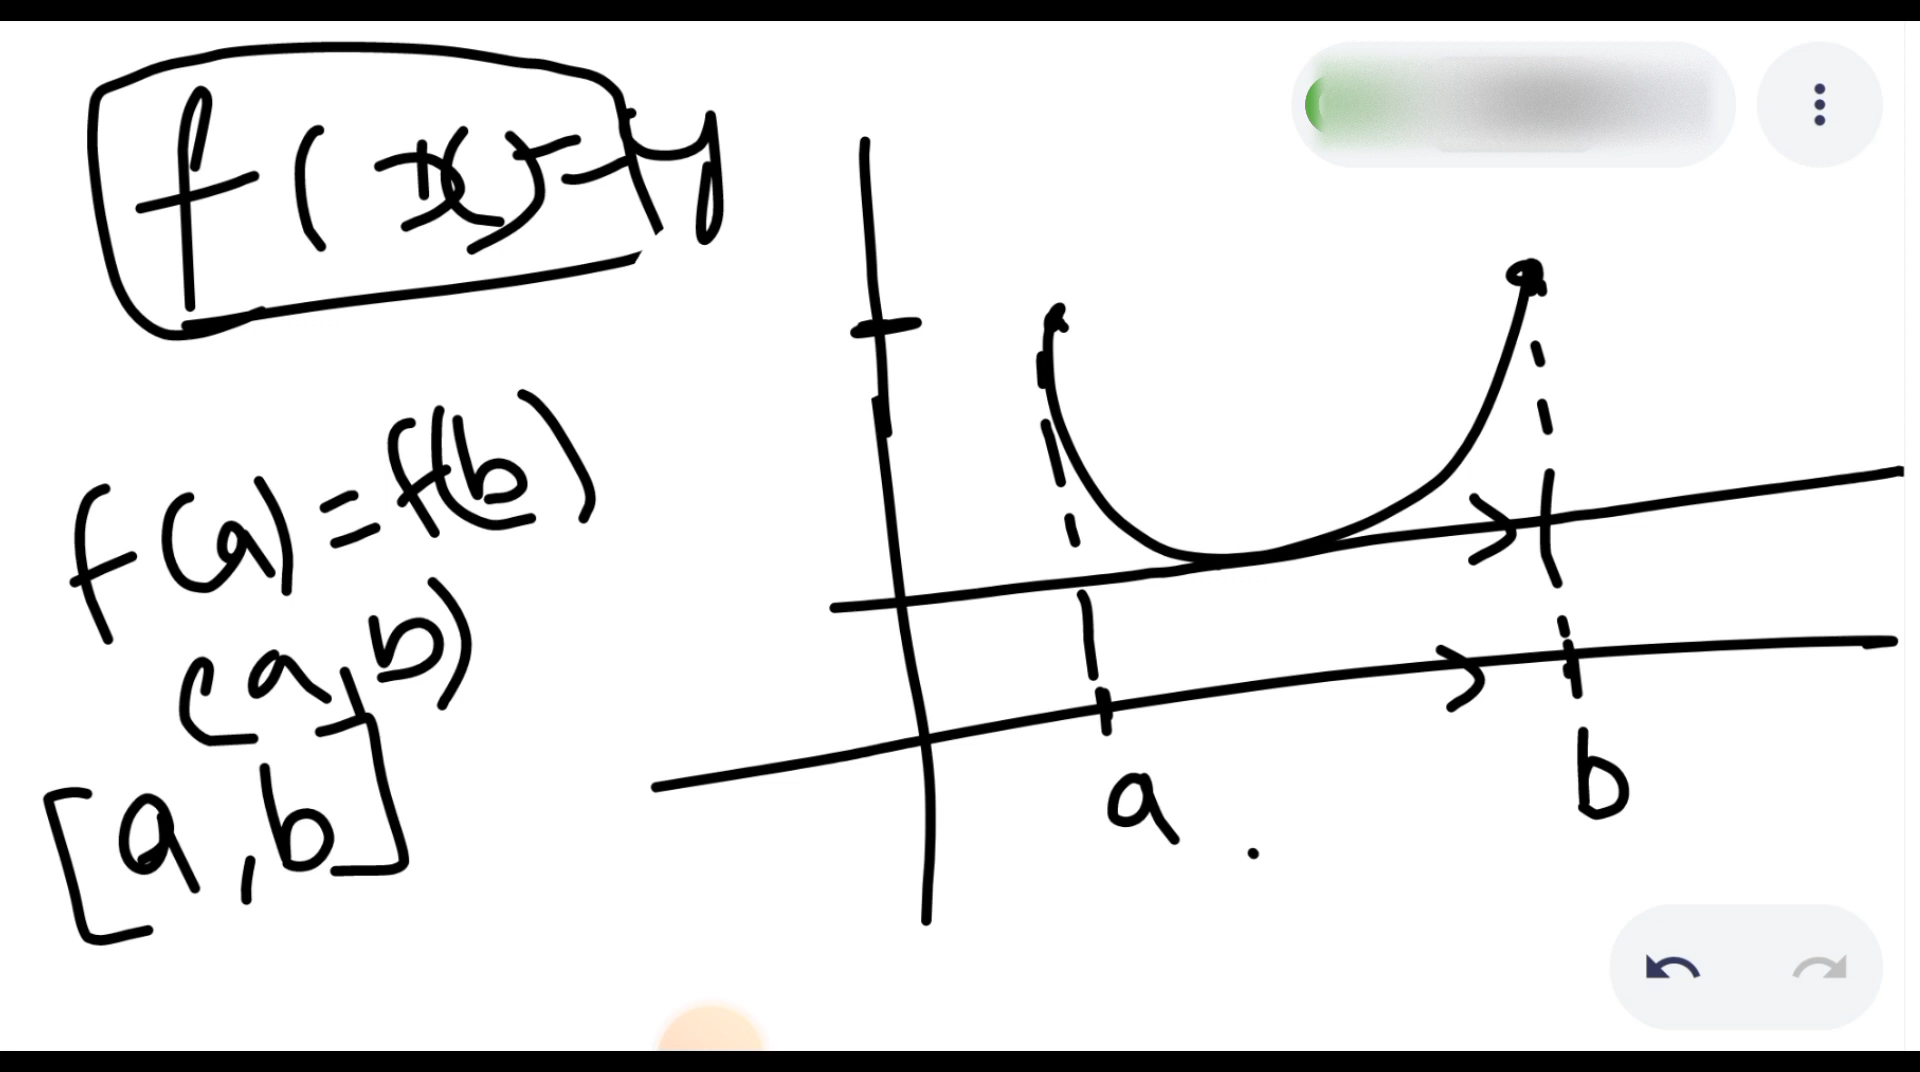 f(x)=y
f(a)=f(b)
(a,b)
[a,b]
a
b